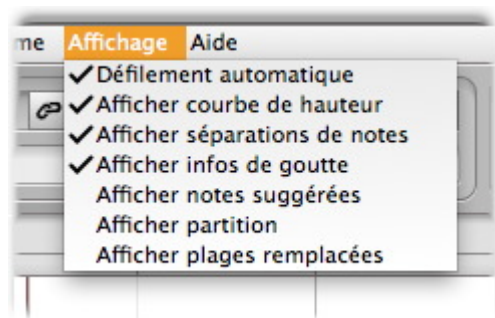 me Affichage Aide
Défilement automatique
Afficher courbe de hauteur
Afficher séparations de notes
Afficher infos de goutte
Afficher notes suggérées
Afficher partition
Afficher plages remplacées